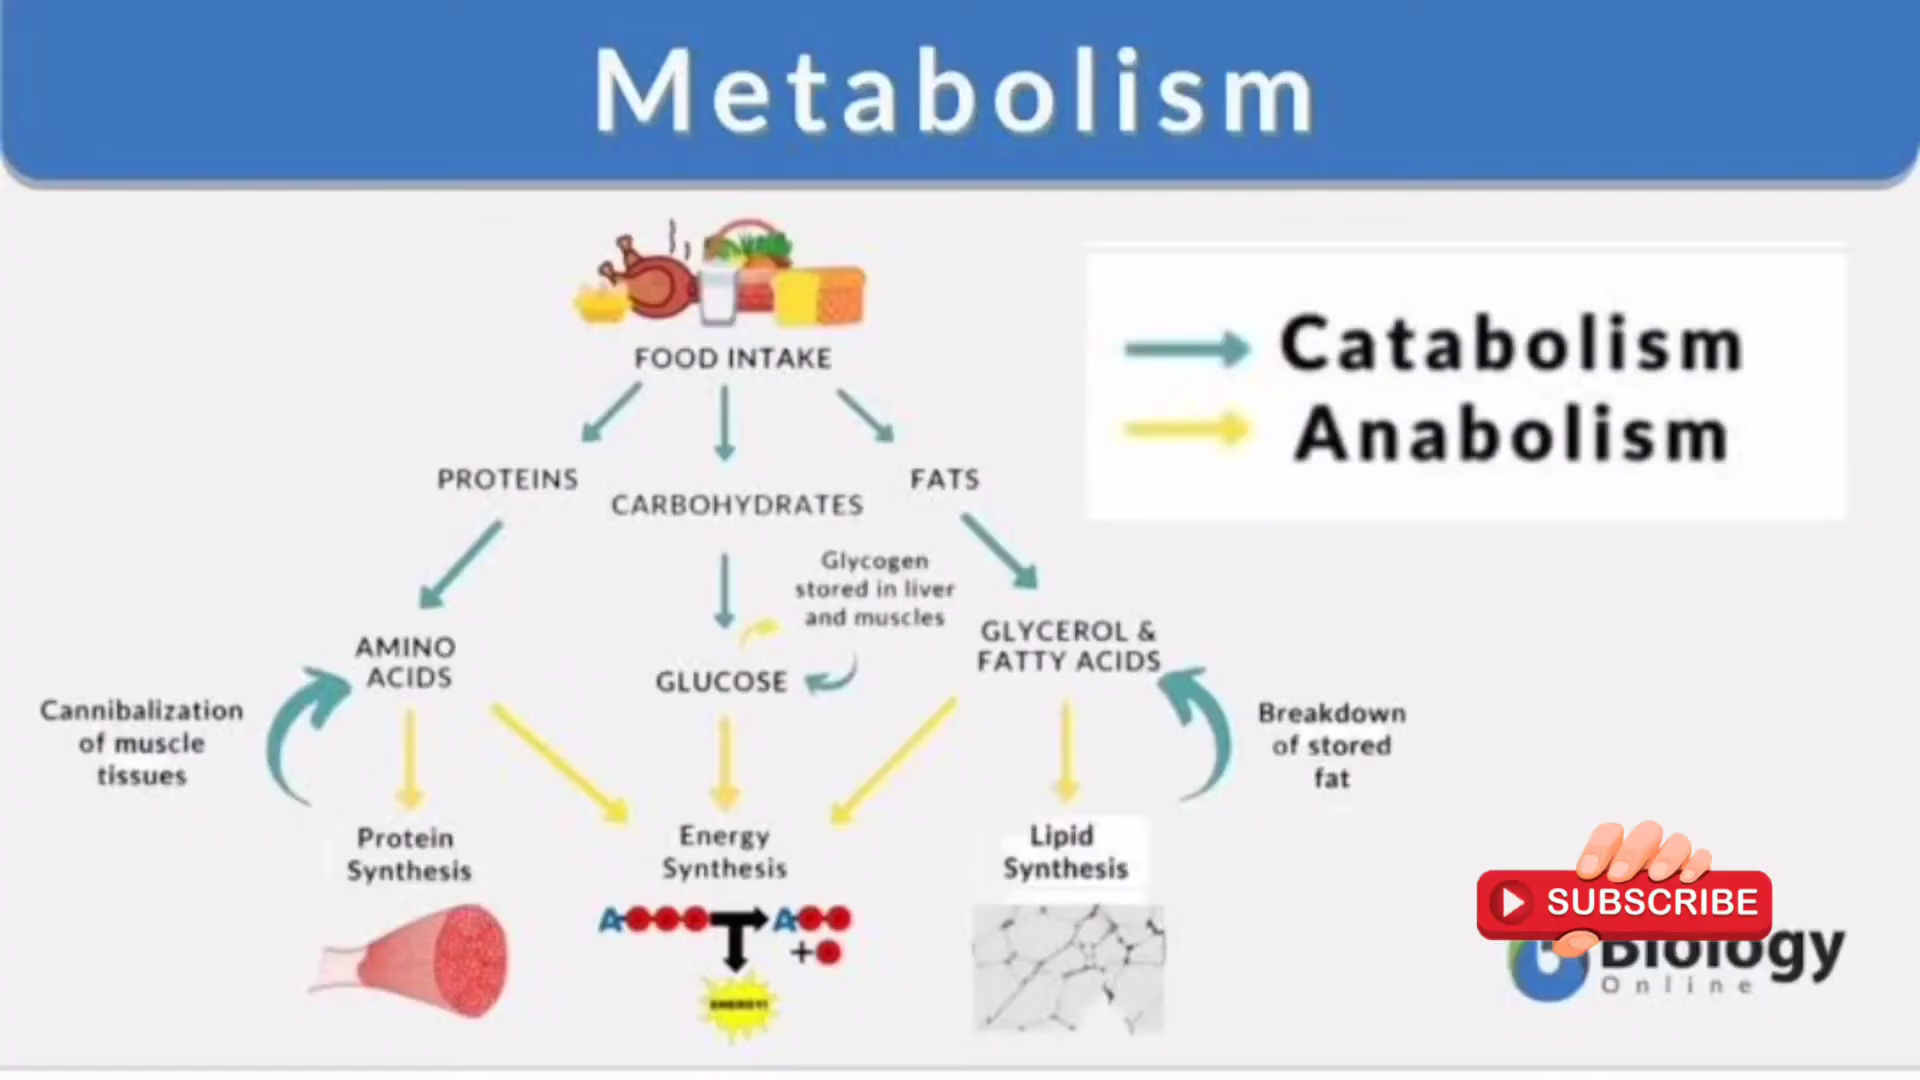 Metabolism
FOOD INTAKE
Catabolism
Anabolism
PROTEINS
CARBOHYDRATES
FATS
Glycogen
stored in liver
and muscles
AMINO
ACIDS
GLUCOSE
GLYCEROL &
FATTY ACIDS
Cannibalization
of muscle
tissues
Breakdown
of stored
fat
Protein
Synthesis
Energy
Synthesis
Lipid
Synthesis
A A
+
ENERGY!
SUBSCRIBE
Biology
Online